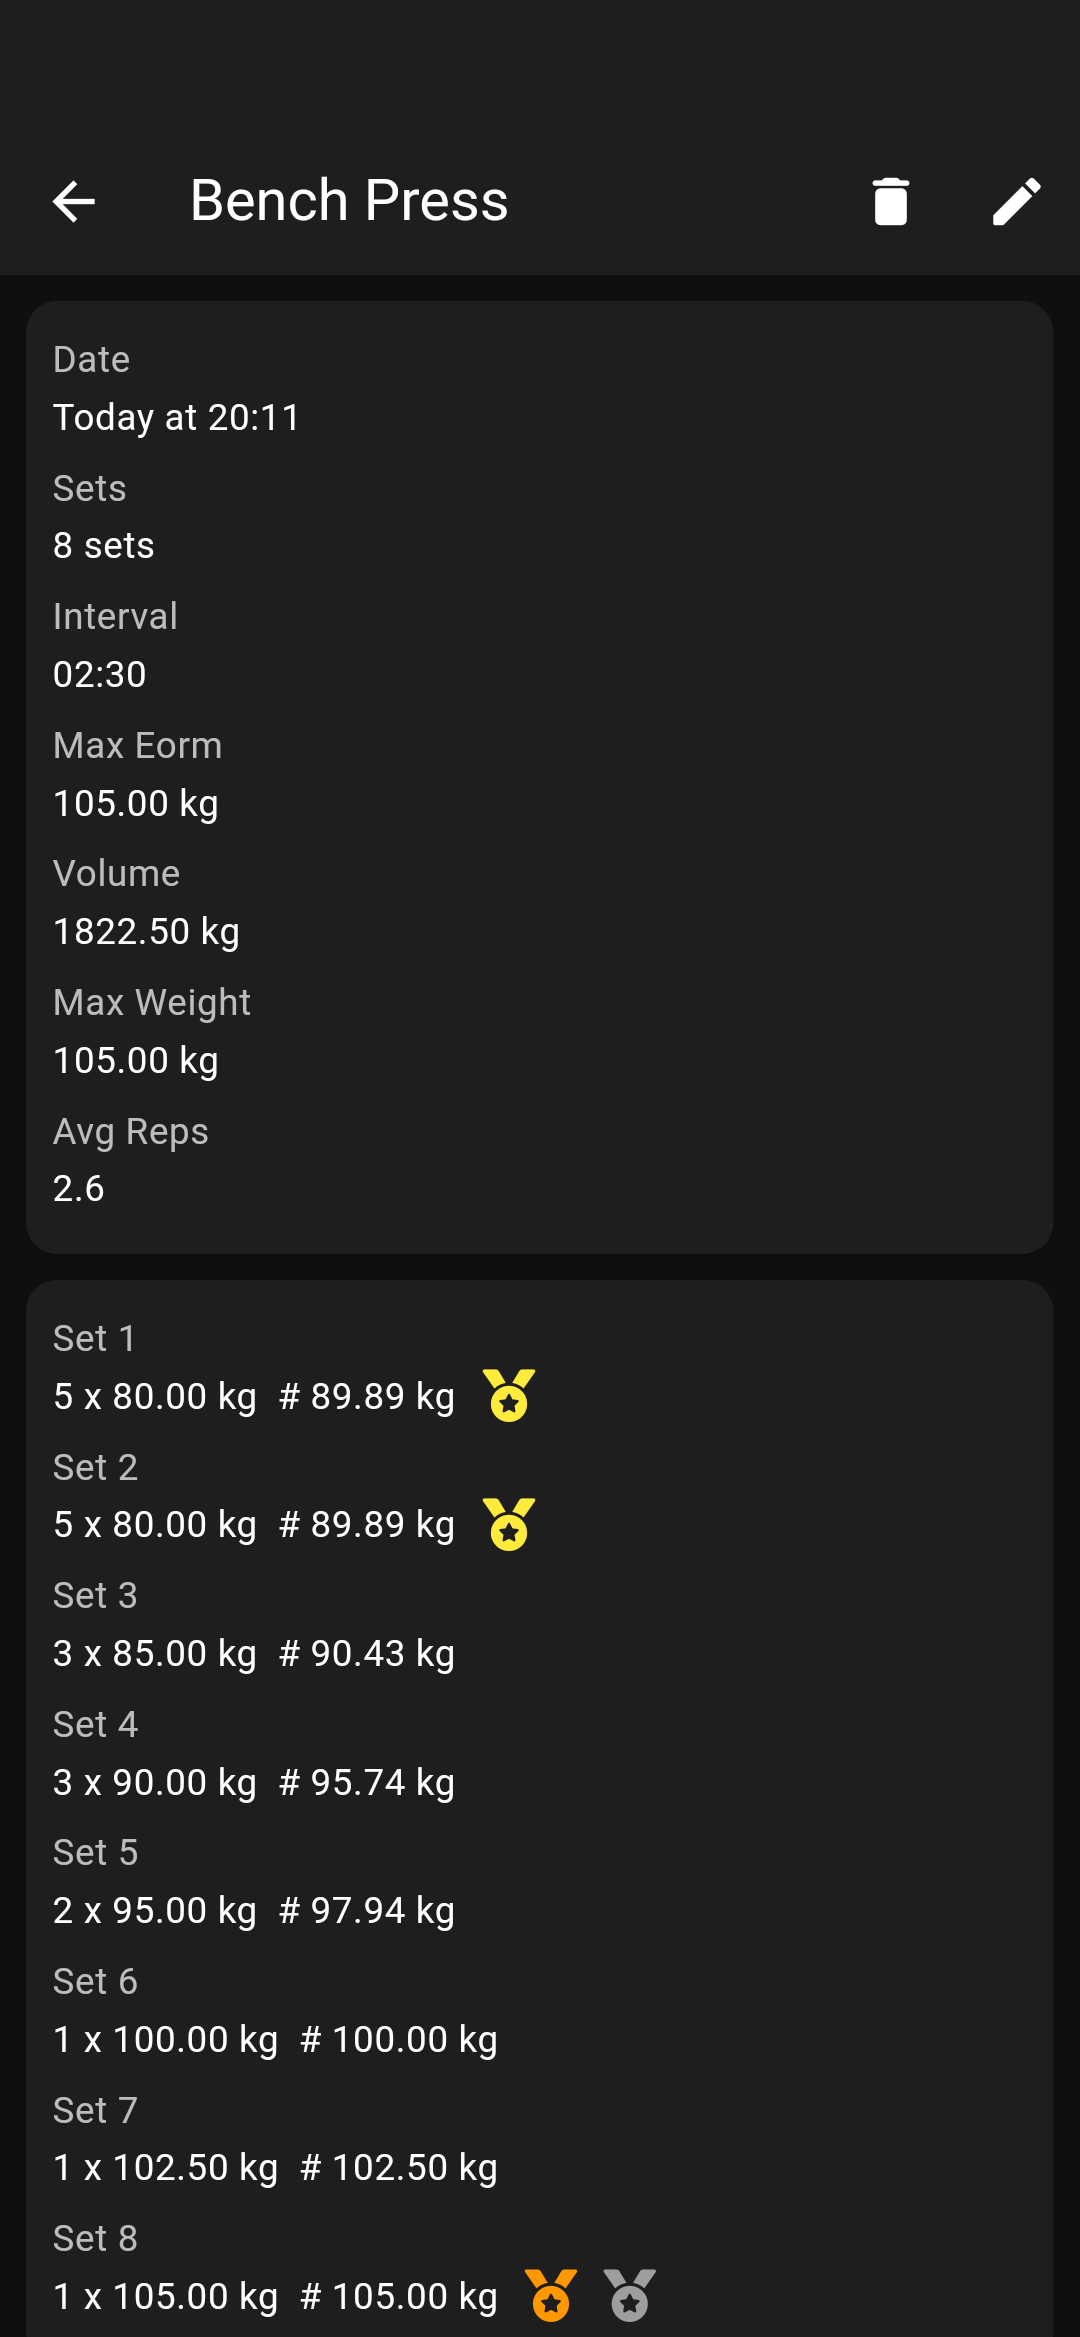 Bench Press
Date
Today at 20:11
Sets
8 sets
Interval
02:30
Max Eorm
105.00 kg
Volume
1822.50 kg
Max Weight
105.00 kg
Avg Reps
2.6
Set 1
5 x 80.00 kg # 89.89 kg
Set 2
5 x 80.00 kg # 89.89 kg
Set 3
3 x 85.00 kg # 90.43 kg
Set 4
3 x 90.00 kg # 95.74 kg
Set 5
2 x 95.00 kg # 97.94 kg
Set 6
1 x 100.00 kg # 100.00 kg
Set 7
1 x 102.50 kg # 102.50 kg
Set 8
1 x 105.00 kg # 105.00 kg